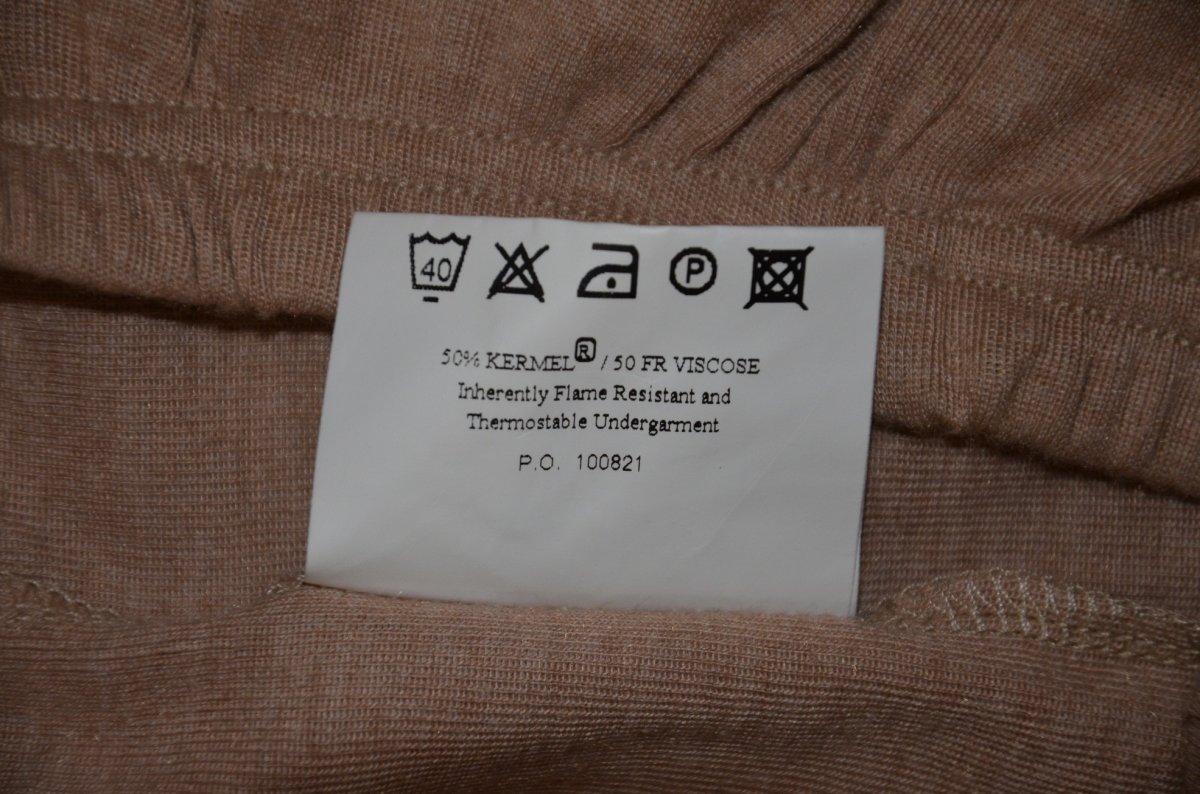 40
P
50% KERMEL® / 50 FR VISCOSE
Inherently Flame Resistant and
Thermostable Undergarment
P.O. 100821